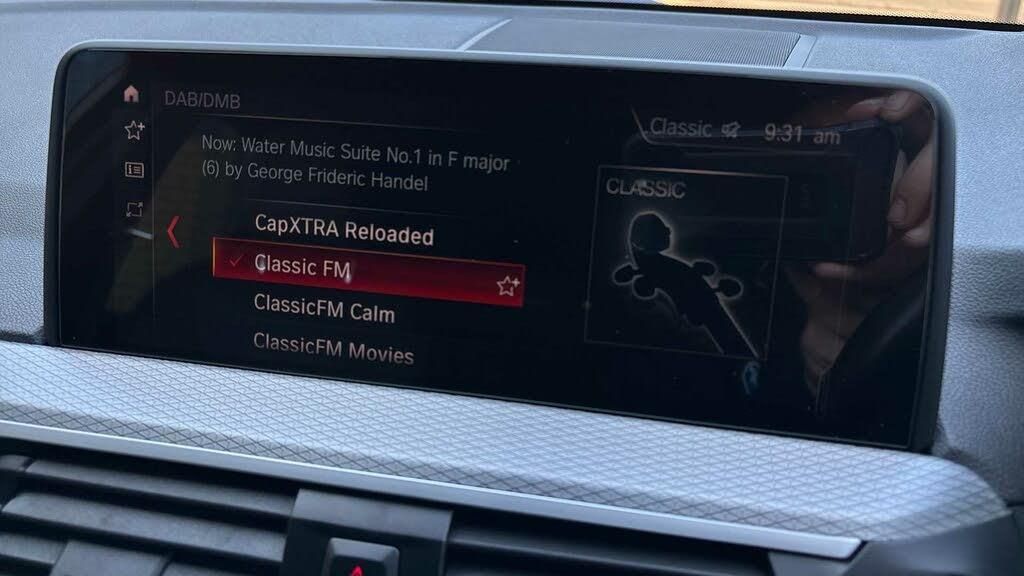 DAB/DMB
Classic 9:31 am
Now: Water Music Suite No.1 in F major
(6) by George Frideric Handel
CapXTRA Reloaded
Classic FM
ClassicFM Calm
ClassicFM Movies
CLASSIC